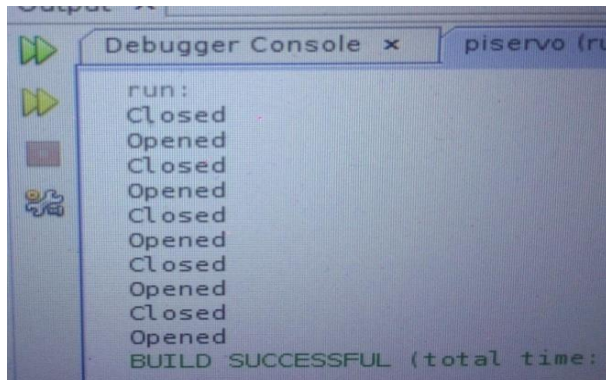 Output ×
Debugger Console × piservo (ru
run:
Closed
Opened
Closed
Opened
Closed
Opened
Closed
Opened
Closed
Opened
BUILD SUCCESSFUL (total time: